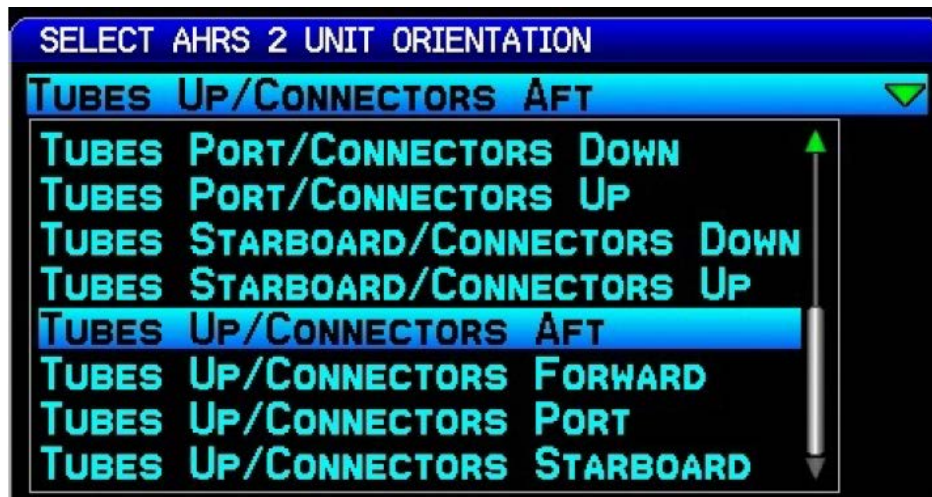 SELECT AHRS 2 UNIT ORIENTATION
TUBES UP/CONNECTORS AFT
TUBES PORT/CONNECTORS DOWN
TUBES PORT/CONNECTORS UP
TUBES STARBOARD/CONNECTORS DOWN
TUBES STARBOARD/CONNECTORS UP
TUBES UP/CONNECTORS AFT
TUBES UP/CONNECTORS FORWARD
TUBES UP/CONNECTORS PORT
TUBES UP/CONNECTORS STARBOARD